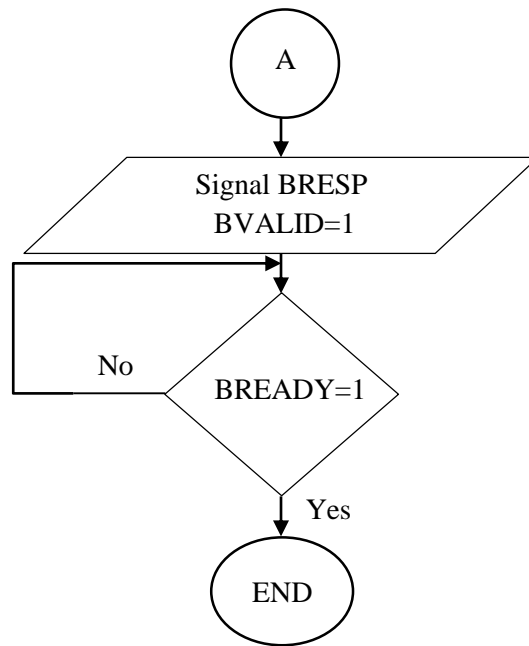 A
Signal BRESP
BVALID=1
No
BREADY=1
Yes
END